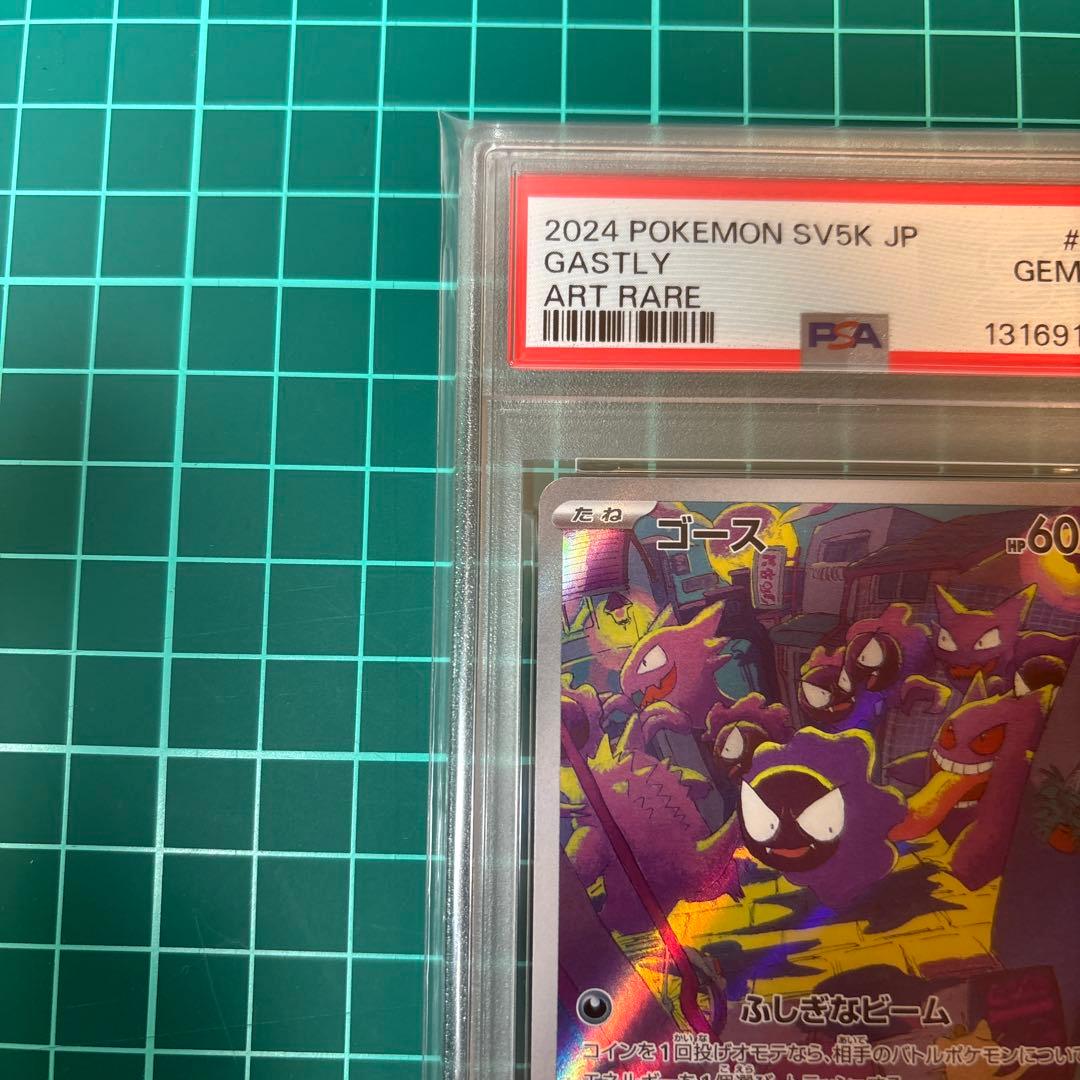 2024 POKEMON SV5K JP #
GASTLY GEM
ART RARE
PSA 131691
たね ゴース HP60
ふしぎなビーム
コインを1回投げオモテなら、相手のバトルポケモンについて